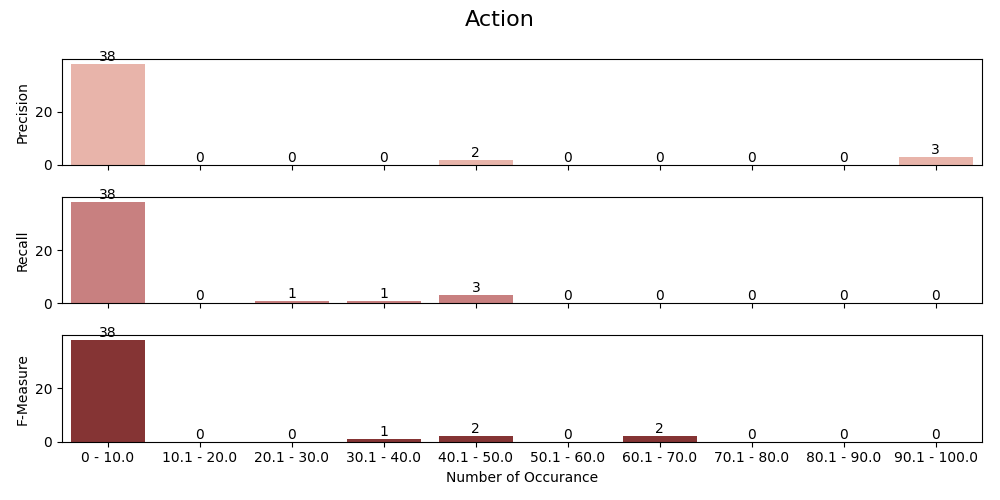 Action
Precision
20
0
38 0 0 0 2 0 0 0 0 3
Recall
20
0
38 0 1 1 3 0 0 0 0 0
F-Measure
20
0
38 0 0 1 2 0 2 0 0 0
0 - 10.0 10.1 - 20.0 20.1 - 30.0 30.1 - 40.0 40.1 - 50.0 50.1 - 60.0 60.1 - 70.0 70.1 - 80.0 80.1 - 90.0 90.1 - 100.0
Number of Occurance